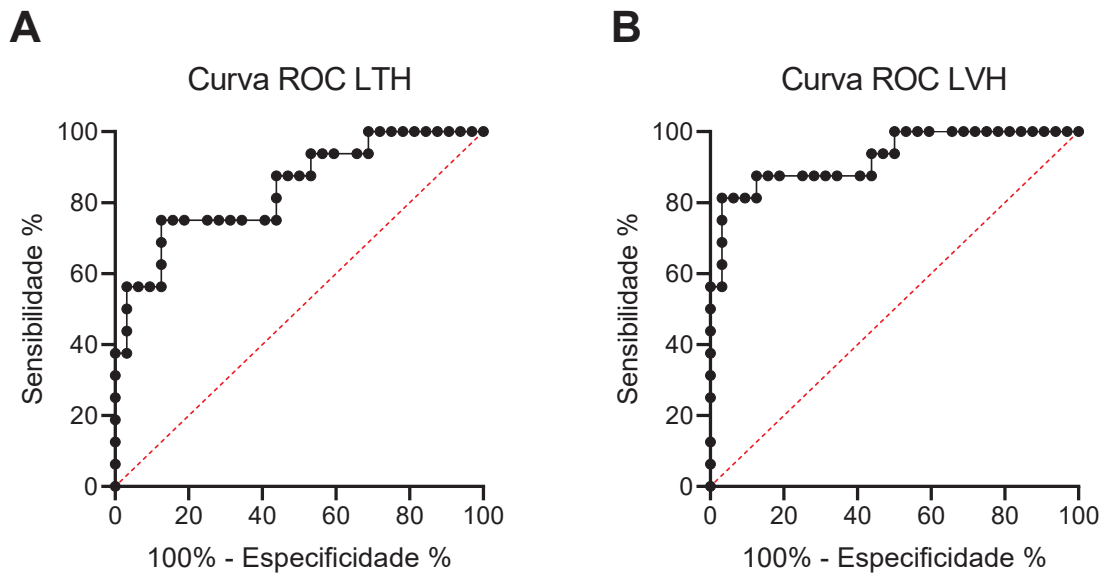 A
Curva ROC LTH
Sensibilidade %
100
80
60
40
20
0
0 20 40 60 80 100
100% - Especificidade %
B
Curva ROC LVH
Sensibilidade %
100
80
60
40
20
0
0 20 40 60 80 100
100% - Especificidade %